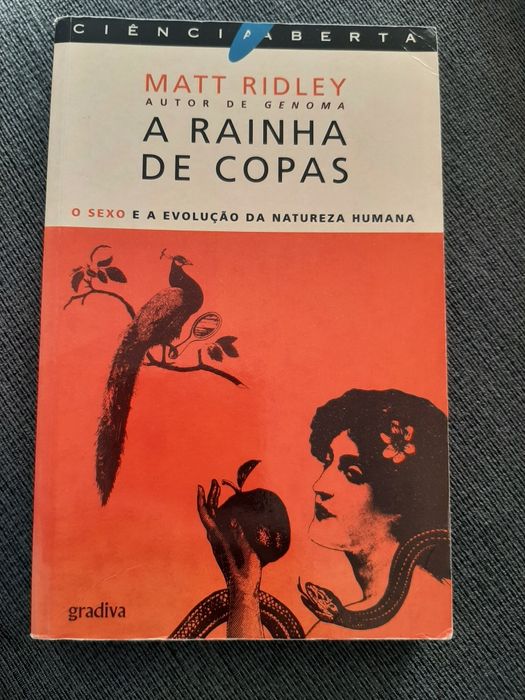 CIÊNCIA ABERTA
MATT RIDLEY
AUTOR DE GENOMA
A RAINHA
DE COPAS
O SEXO E A EVOLUÇÃO DA NATUREZA HUMANA
gradiva